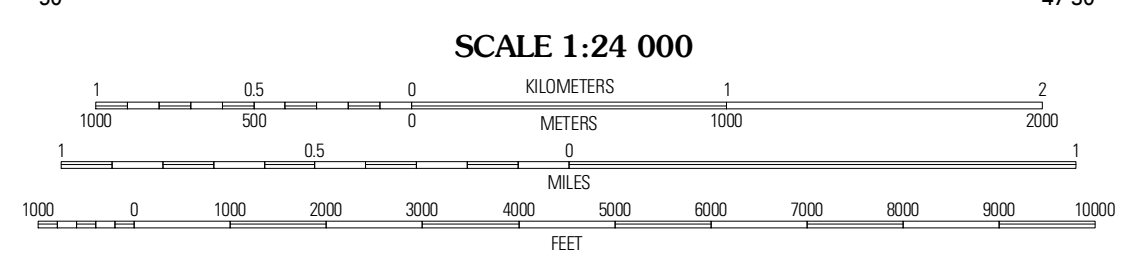 SCALE 1:24 000
1 0.5 0 KILOMETERS 1 2
1000 500 0 METERS 1000 2000
1 0.5 0 1
MILES
1000 0 1000 2000 3000 4000 5000 6000 7000 8000 9000 10000
FEET